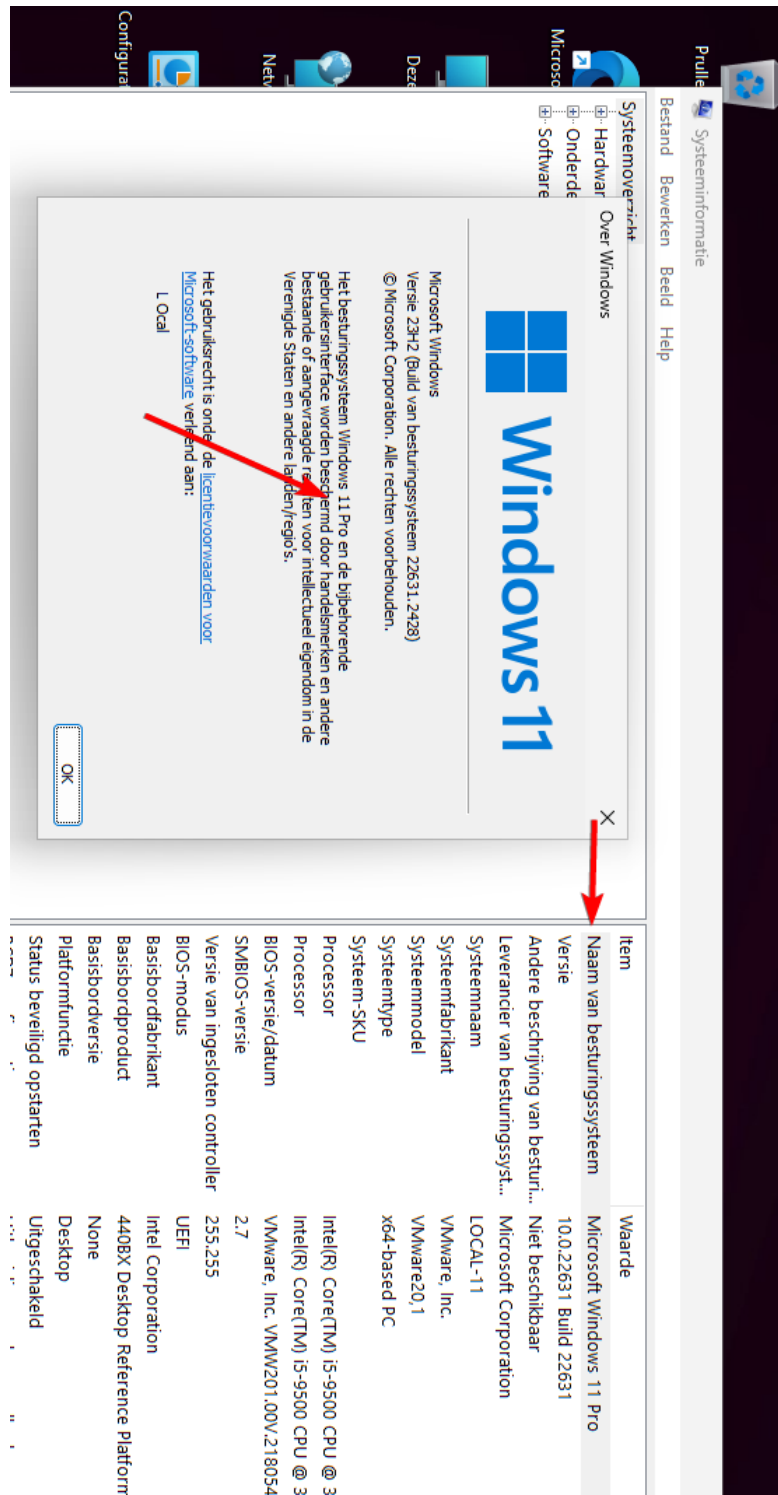 Prulle
Microso
Deze
Netw
Configurat
Systeeminformatie
Bestand Bewerken Beeld Help
Systeemoverzicht
Hardwar
Onderde
Software
Over Windows
Windows 11
Microsoft Windows
Versie 23H2 (Build van besturingssysteem 22631.2428)
© Microsoft Corporation. Alle rechten voorbehouden.
Het besturingssysteem Windows 11 Pro en de bijbehorende
gebruikersinterface worden beschermd door handelsmerken en andere
bestaande of aangevraagde rechten voor intellectueel eigendom in de
Verenigde Staten en andere landen/regio's.
Het gebruiksrecht is onder de licentievoorwaarden voor
Microsoft-software verleend aan:
L Ocal
OK
Item Waarde
Naam van besturingssysteem Microsoft Windows 11 Pro
Versie 10.0.22631 Build 22631
Andere beschrijving van besturi... Niet beschikbaar
Leverancier van besturingssyst... Microsoft Corporation
Systeemnaam LOCAL-11
Systeemfabrikant VMware, Inc.
Systeemmodel VMware20,1
Systeemtype x64-based PC
Systeem-SKU
Processor Intel(R) Core(TM) i5-9500 CPU @ 3
Processor Intel(R) Core(TM) i5-9500 CPU @ 3
BIOS-versie/datum VMware, Inc. VMW201.00V.218054
SMBIOS-versie 2.7
Versie van ingesloten controller 255.255
BIOS-modus UEFI
Basisbordfabrikant Intel Corporation
Basisbordproduct 440BX Desktop Reference Platform
Basisbordversie None
Platformfunctie Desktop
Status beveiligd opstarten Uitgeschakeld